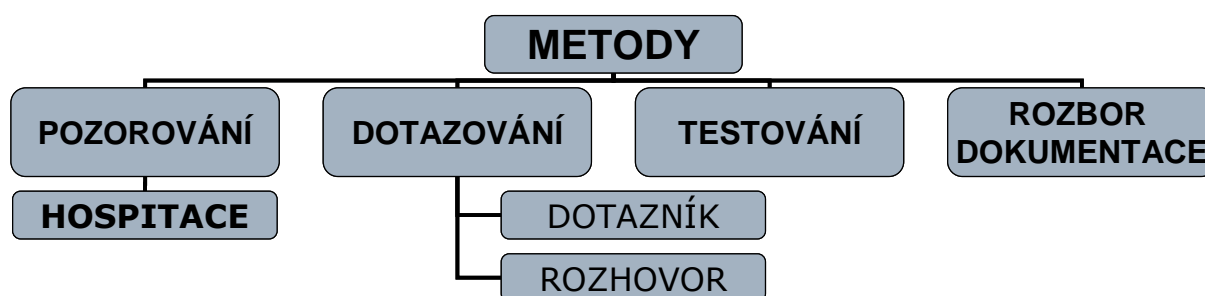 METODY
POZOROVÁNÍ
DOTAZOVÁNÍ
TESTOVÁNÍ
ROZBOR
DOKUMENTACE
HOSPITACE
DOTAZNÍK
ROZHOVOR